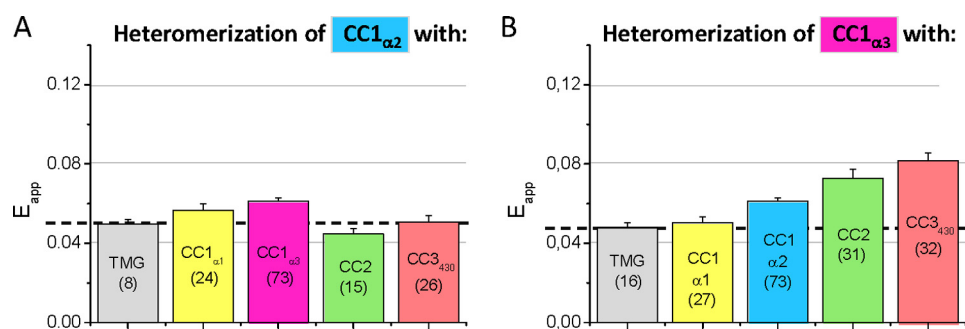 A
Heteromerization of CC1α2 with:
0.12
0.08
0.04
0.00
Eapp
TMG
(8)
CC1α1
(24)
CC1α3
(73)
CC2
(15)
CC3430
(26)
B
Heteromerization of CC1α3 with:
0,12
0,08
0,04
0,00
Eapp
TMG
(16)
CC1
α1
(27)
CC1
α2
(73)
CC2
(31)
CC3430
(32)